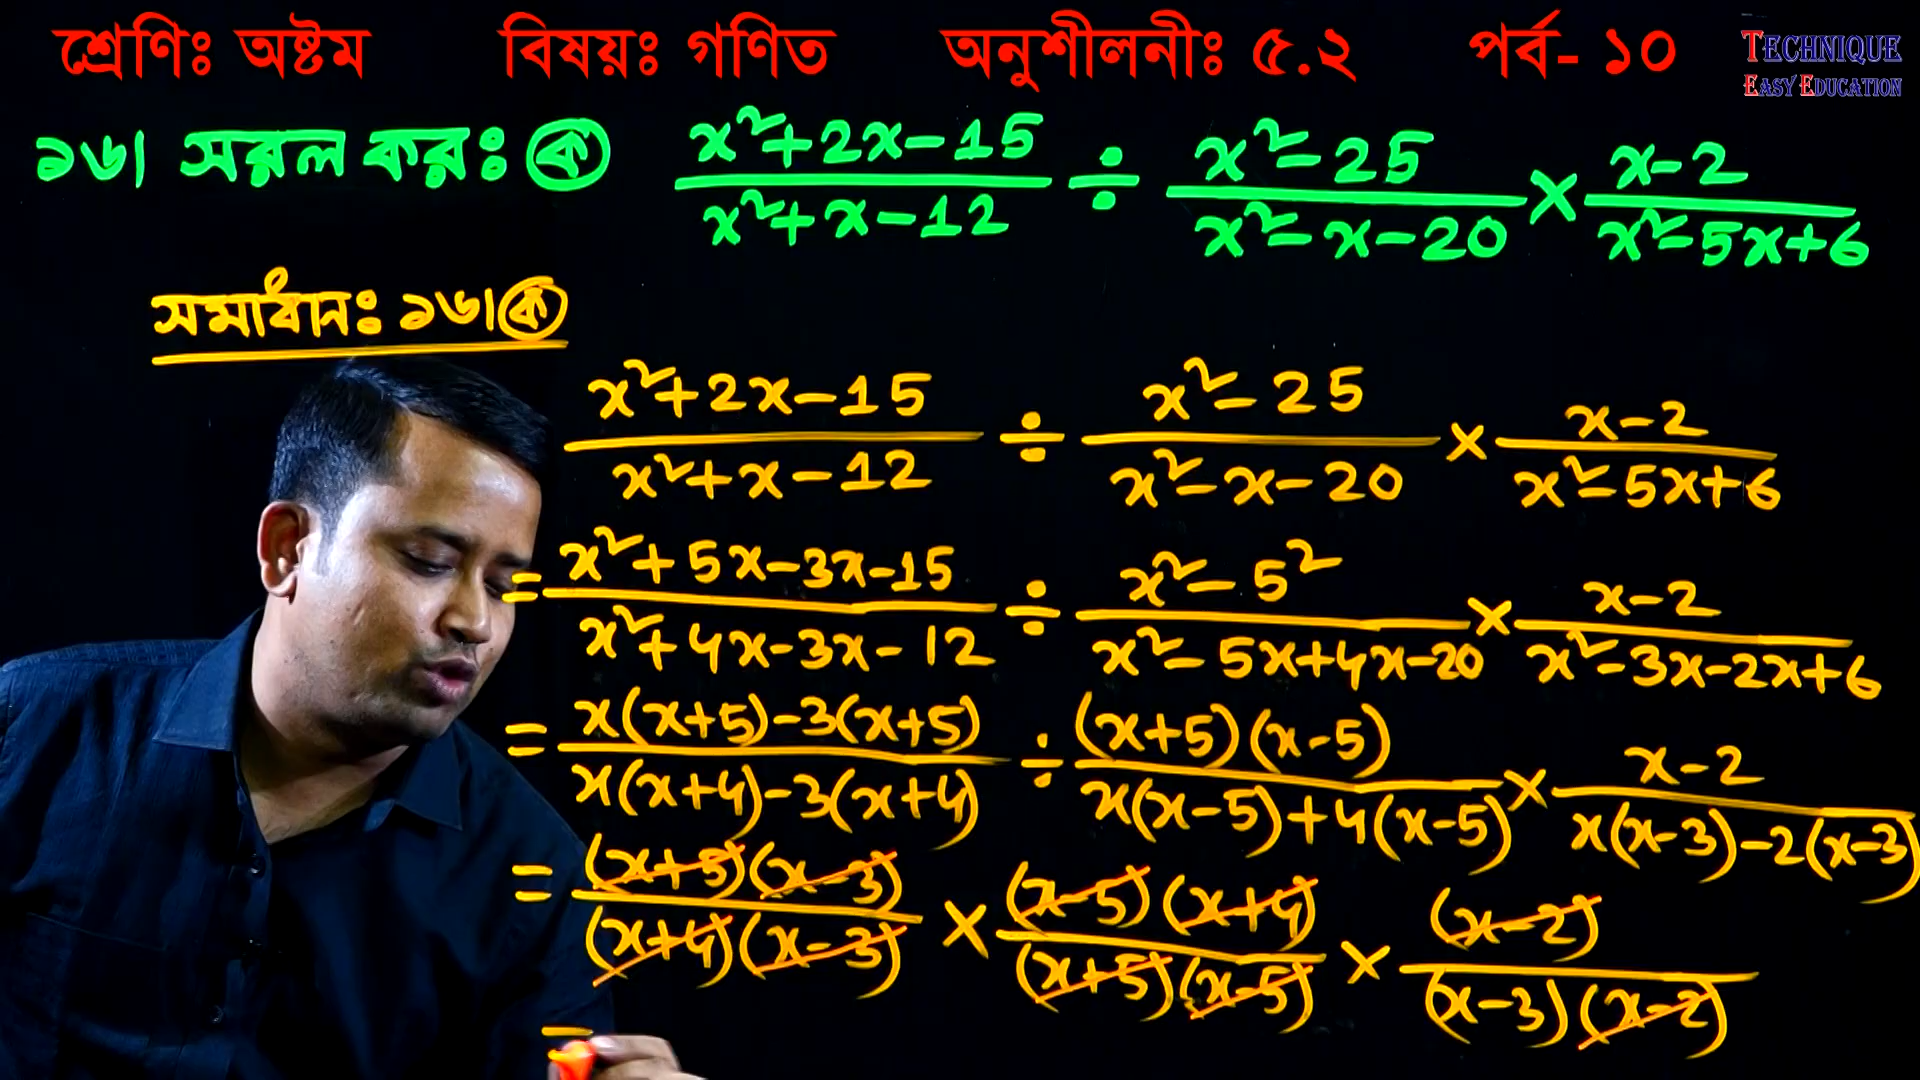 শ্রেণিঃ অষ্টম বিষয়ঃ গণিত অনুশীলনীঃ ৫.২ পর্ব- ১০
TECHNIQUE
EASY EDUCATION
১৬। সরল করঃ (ক) (x²+2x-15)/(x²+x-12) ÷ (x²-25)/(x²-x-20) × (x-2)/(x²-5x+6)
সমাধানঃ ১৬।(ক)
(x²+2x-15)/(x²+x-12) ÷ (x²-25)/(x²-x-20) × (x-2)/(x²-5x+6)
= (x²+5x-3x-15)/(x²+4x-3x-12) ÷ (x²-5²)/(x²-5x+4x-20) × (x-2)/(x²-3x-2x+6)
= (x(x+5)-3(x+5))/(x(x+4)-3(x+4)) ÷ ((x+5)(x-5))/(x(x-5)+4(x-5)) × (x-2)/(x(x-3)-2(x-3))
= ((x+5)(x-3))/((x+4)(x-3)) × ((x-5)(x+4))/((x+5)(x-5)) × (x-2)/((x-3)(x-2))